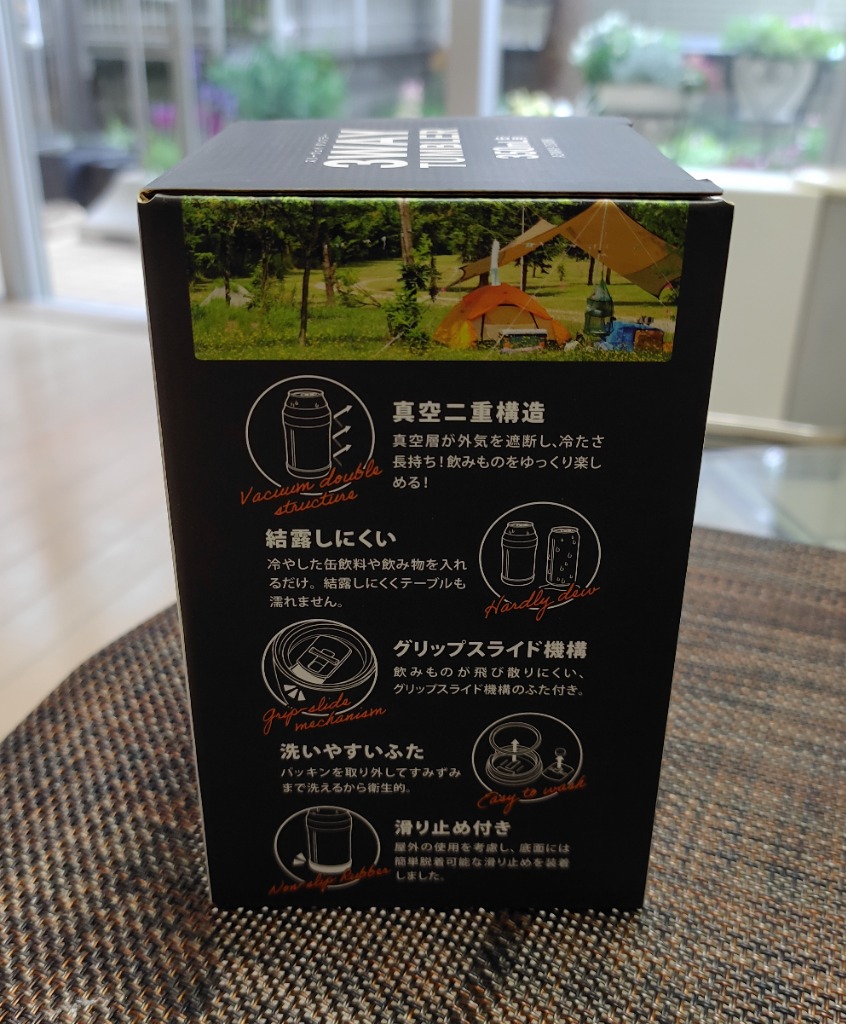 3WAY
TUMBLER
真空二重構造
真空層が外気を遮断し、冷たさ
長持ち!飲みものをゆっくり楽し
める!
Vacuum double
structure
結露しにくい
冷やした缶飲料や飲み物を入れ
るだけ。結露しにくくテーブルも
濡れません。
Hardly dew
グリップスライド機構
飲みものが飛び散りにくい、
グリップスライド機構のふた付き。
Grip-slide
mechanism
洗いやすいふた
パッキンを取り外してすみずみ
まで洗えるから衛生的。
Easy to wash
滑り止め付き
屋外の使用を考慮し、底面には
簡単脱着可能な滑り止めを装着
しました。
Non-slip Rubber